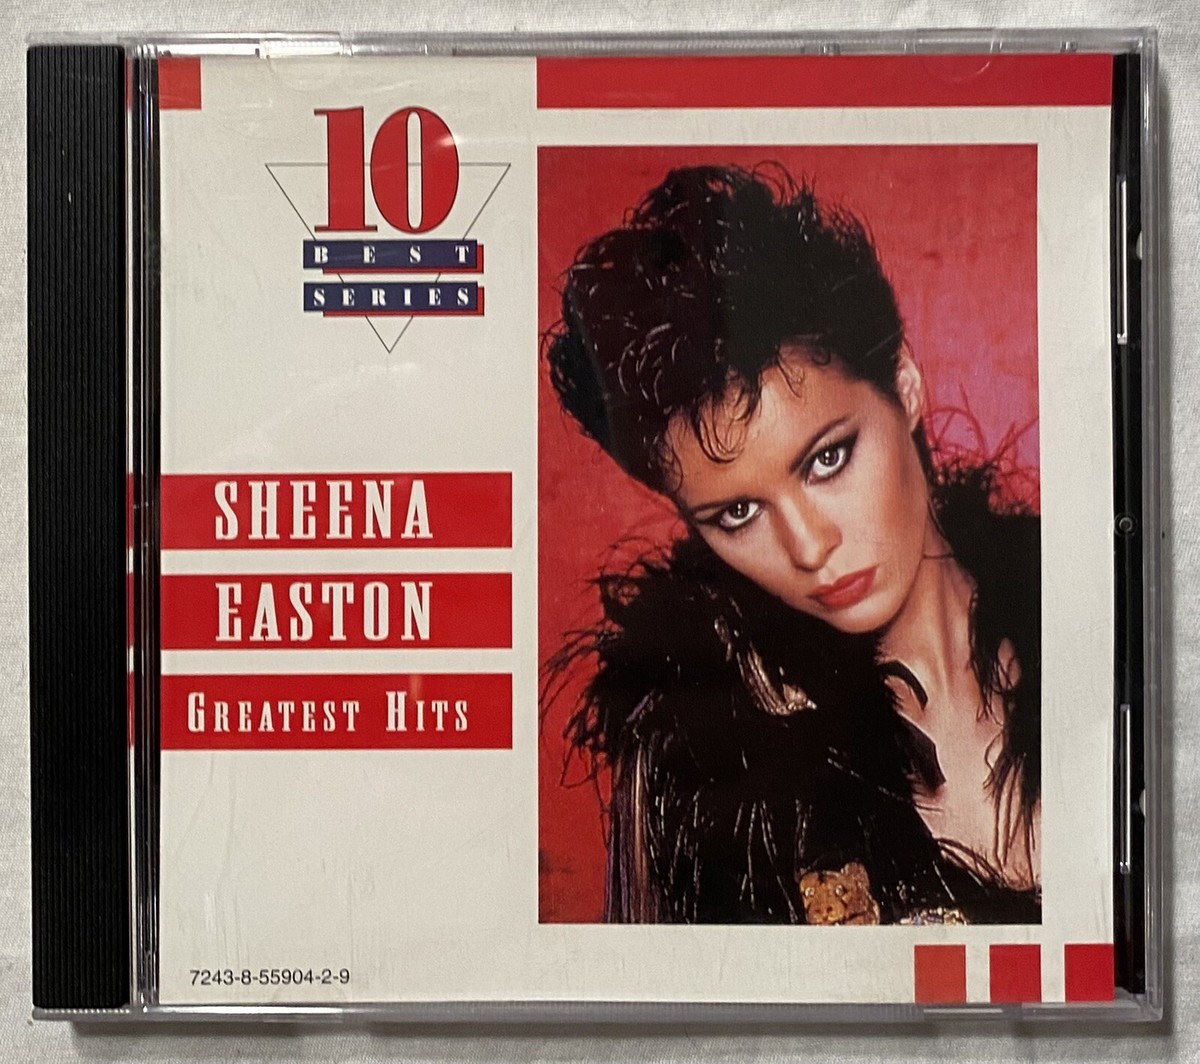 10
BEST
SERIES
SHEENA
EASTON
GREATEST HITS
7243-8-55904-2-9